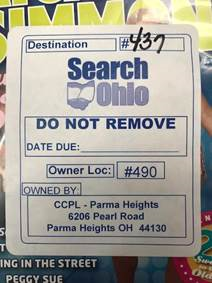 SIMMON
Destination #437
Search
Ohio
DO NOT REMOVE
DATE DUE:
Owner Loc: #490
OWNED BY:
CCPL - Parma Heights
6206 Pearl Road
Parma Heights OH 44130
ING IN THE STREET
PEGGY SUE